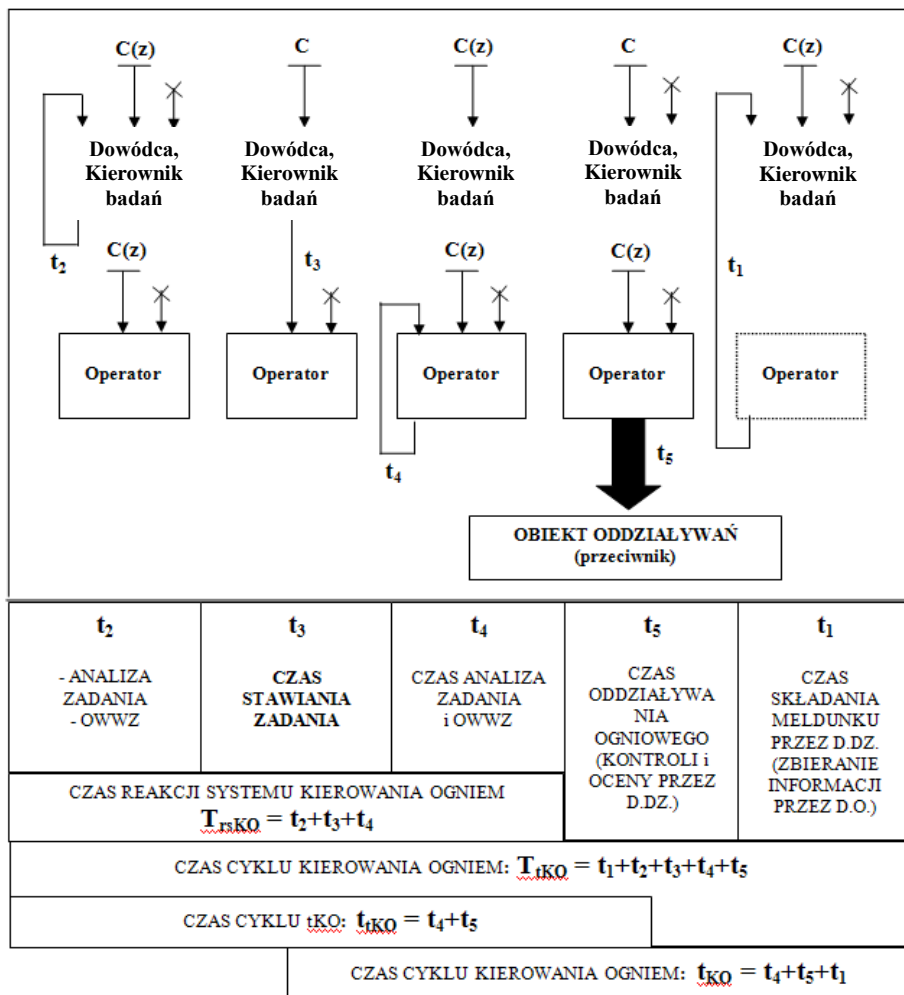 C(z) C C(z) C C(z)
Dowódca, Dowódca, Dowódca, Dowódca, Dowódca,
Kierownik Kierownik Kierownik Kierownik Kierownik
badań badań badań badań badań
t2 C(z) t3 C(z) C(z) t1
Operator Operator Operator Operator Operator
t4 t5
OBIEKT ODDZIAŁYWAŃ
(przeciwnik)
t2
- ANALIZA
ZADANIA
- OWWZ
t3
CZAS
STAWIANIA
ZADANIA
t4
CZAS ANALIZA
ZADANIA
i OWWZ
t5
CZAS
ODDZIAŁYWA
NIA
OGNIOWEGO
(KONTROLI i
OCENY PRZEZ
D.DZ.)
t1
CZAS
SKŁADANIA
MELDUNKU
PRZEZ D.DZ.
(ZBIERANIE
INFORMACJI
PRZEZ D.O.)
CZAS REAKCJI SYSTEMU KIEROWANIA OGNIEM
TrsKO = t2+t3+t4
CZAS CYKLU KIEROWANIA OGNIEM: TtKO = t1+t2+t3+t4+t5
CZAS CYKLU tKO: ttKO = t4+t5
CZAS CYKLU KIEROWANIA OGNIEM: tKO = t4+t5+t1